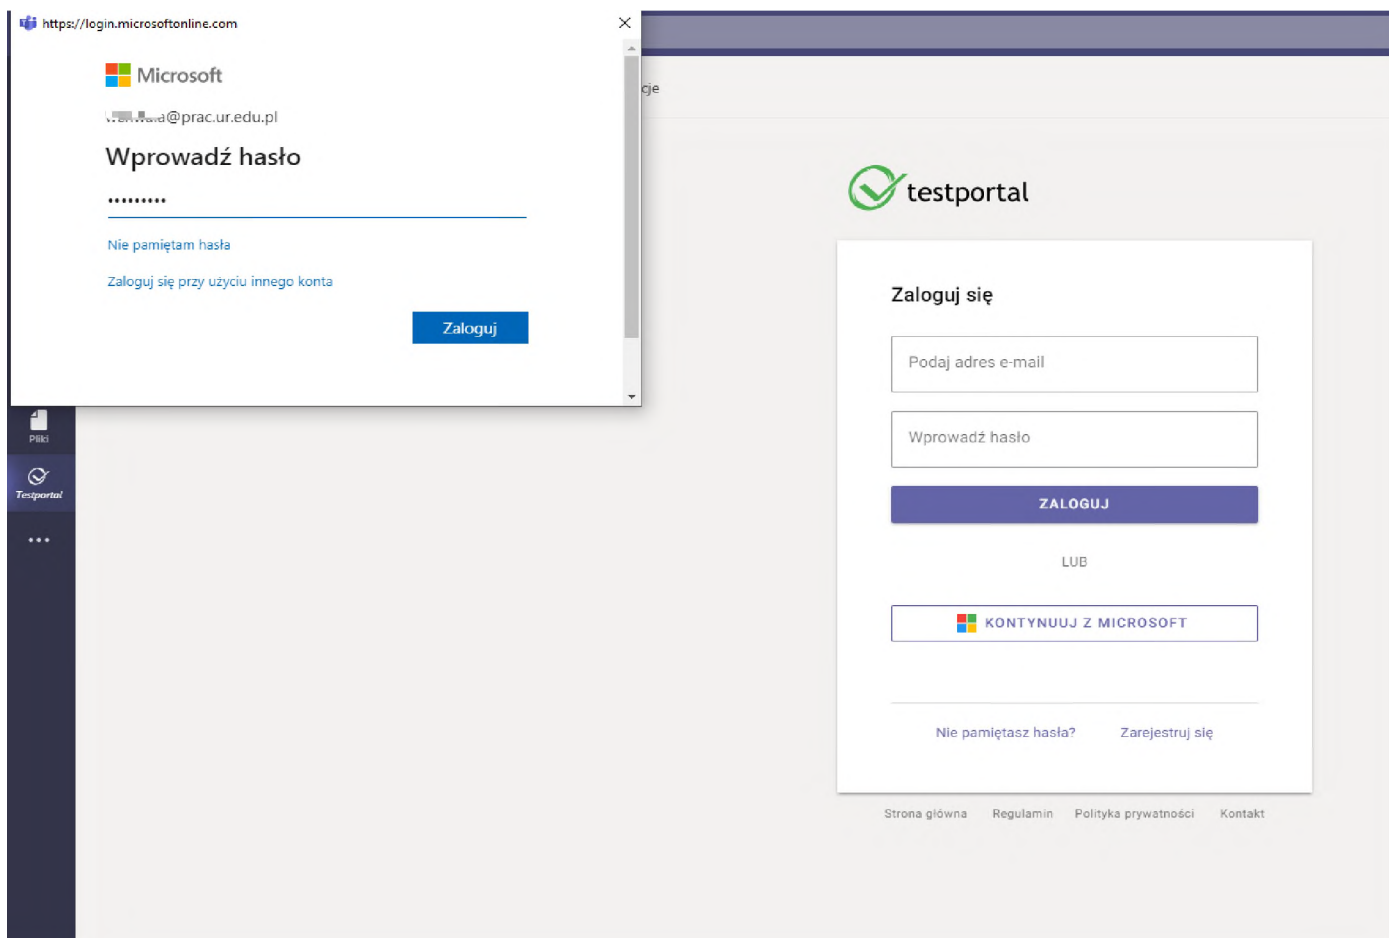 https://login.microsoftonline.com
Microsoft
@prac.ur.edu.pl
Wprowadź hasło
•••••••••
Nie pamiętam hasła
Zaloguj się przy użyciu innego konta
Zaloguj
cje
Pliki
Testportal
testportal
Zaloguj się
Podaj adres e-mail
Wprowadź hasło
ZALOGUJ
LUB
KONTYNUUJ Z MICROSOFT
Nie pamiętasz hasła? Zarejestruj się
Strona główna Regulamin Polityka prywatności Kontakt